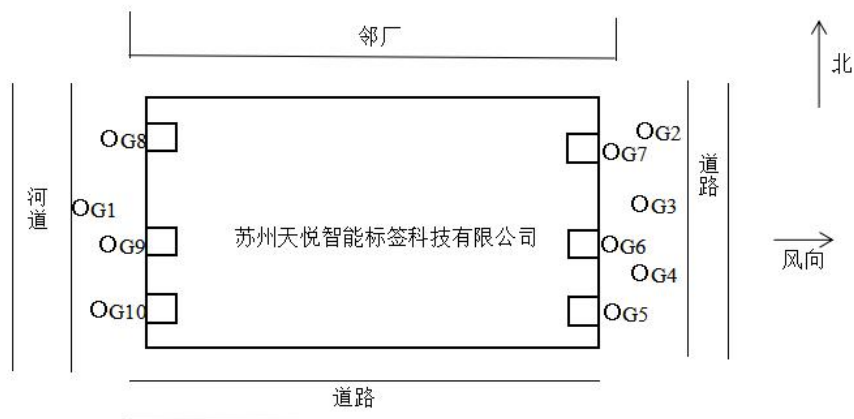 邻厂
北
OG8
OG2
OG7
道路
河道
OG1
OG3
OG9
苏州天悦智能标签科技有限公司
OG6
风向
OG4
OG10
OG5
道路